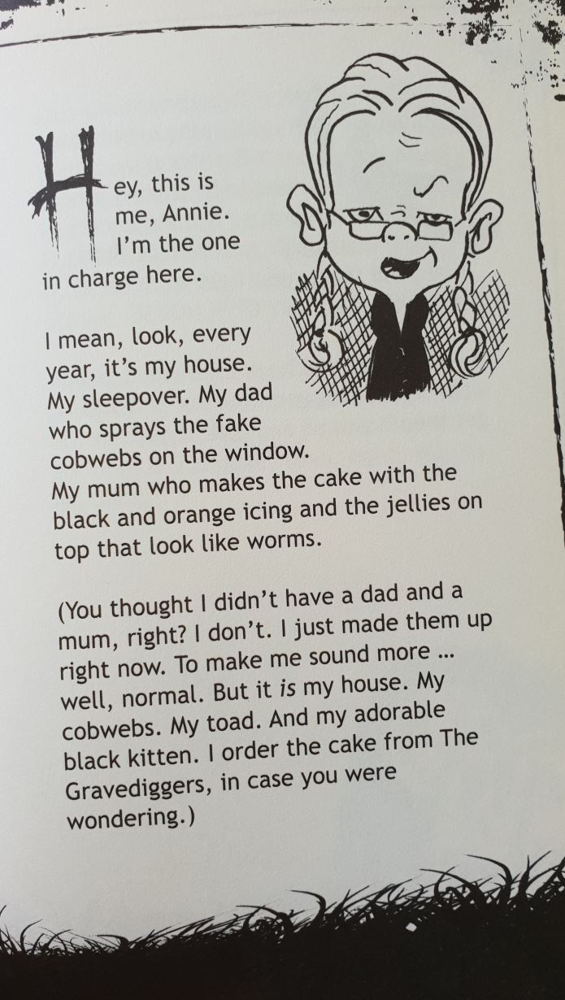 Hey, this is
me, Annie.
I'm the one
in charge here.
I mean, look, every
year, it's my house.
My sleepover. My dad
who sprays the fake
cobwebs on the window.
My mum who makes the cake with the
black and orange icing and the jellies on
top that look like worms.
(You thought I didn't have a dad and a
mum, right? I don't. I just made them up
right now. To make me sound more ...
well, normal. But it is my house. My
cobwebs. My toad. And my adorable
black kitten. I order the cake from The
Gravediggers, in case you were
wondering.)